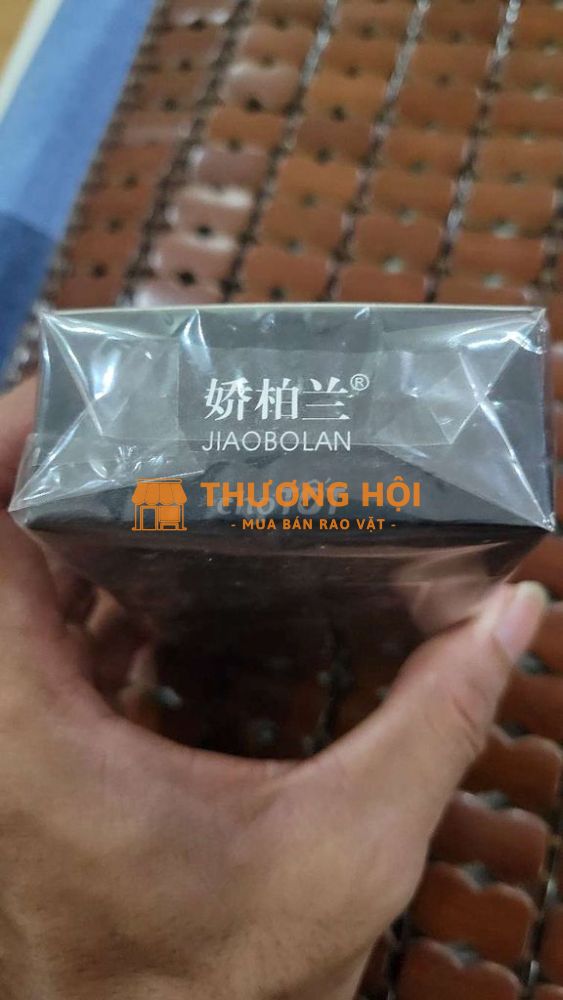 娇柏兰®
JIAOBOLAN
THƯƠNG HỘI
- MUA BÁN RAO VẶT -